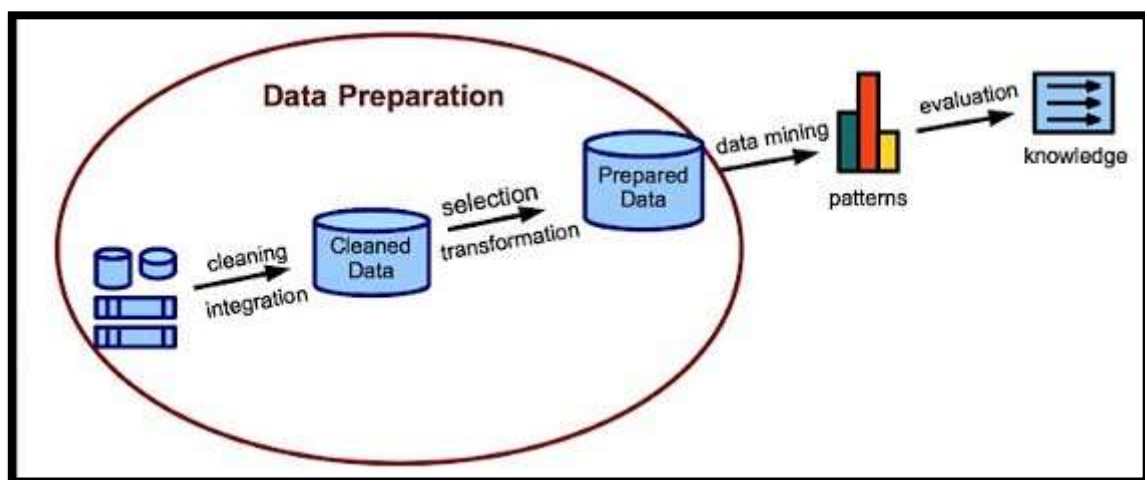 Data Preparation
cleaning
integration
Cleaned
Data
selection
transformation
Prepared
Data
data mining
patterns
evaluation
knowledge